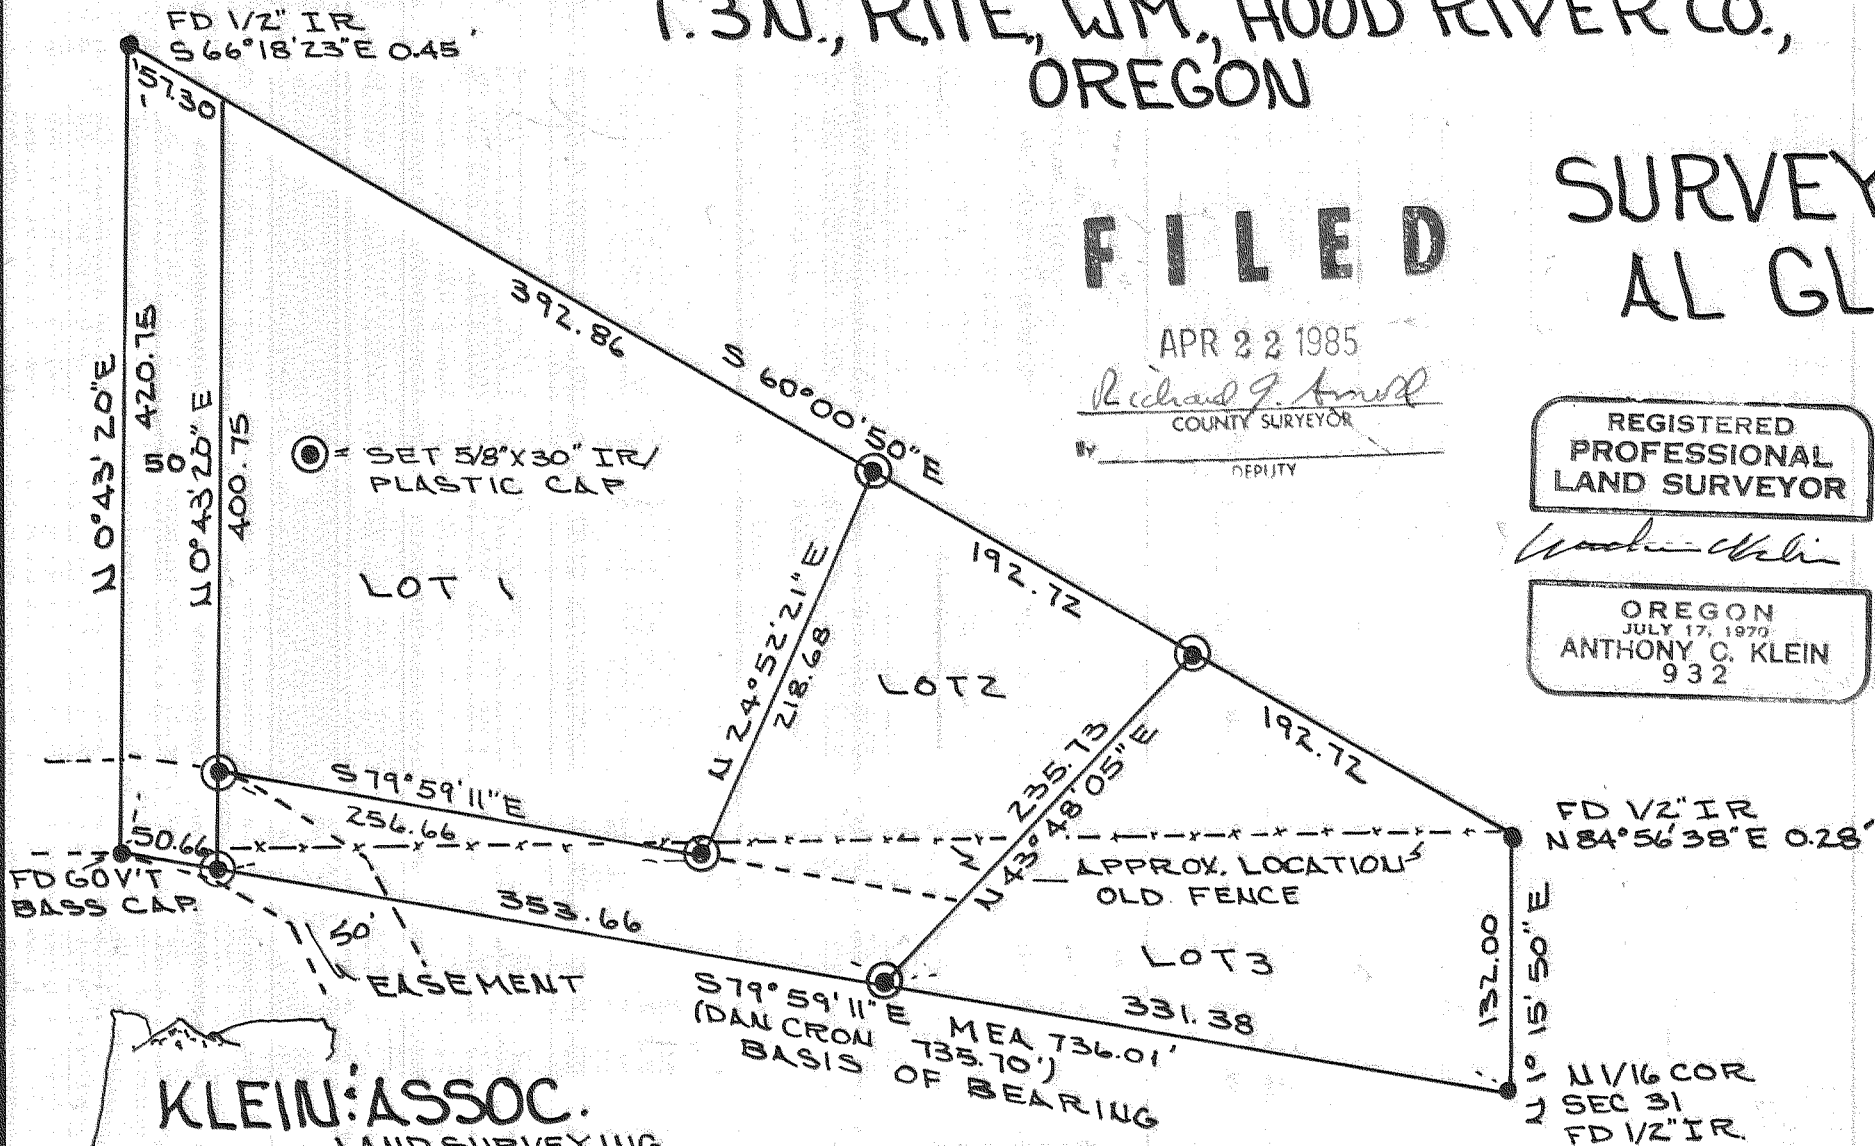 T. 3N., R.11E., W.M., HOOD RIVER CO.,
OREGON
FD 1/2" IR
S 66°18'23"E 0.45'
57.30
SURVEY
AL GL
FILED
APR 22 1985
Richard J. Arnold
COUNTY SURVEYOR
BY
DEPUTY
REGISTERED
PROFESSIONAL
LAND SURVEYOR
OREGON
JULY 17, 1970
ANTHONY C. KLEIN
932
392.86
S 60°00'50"E
N 0°43'20"E
420.75
50
N 0°43'20"E
400.75
= SET 5/8"X30" IR/
PLASTIC CAP
LOT 1
N 24°52'21"E
218.68
192.72
LOT 2
235.73
N 43°48'05"E
192.72
S79°59'11"E
256.66
50.66
FD GOV'T
BASS CAP.
FD 1/2" IR
N 84°56'38"E 0.28'
APPROX. LOCATION
OLD FENCE
353.66
50'
EASEMENT
LOT 3
132.00
N 1° 15' 50"E
S79°59'11"E MEA 736.01'
(DAN CRON 735.70')
BASIS OF BEARING
331.38
N 1/16 COR
SEC 31
FD 1/2" IR.
KLEIN: ASSOC.
LAND SURVEYING